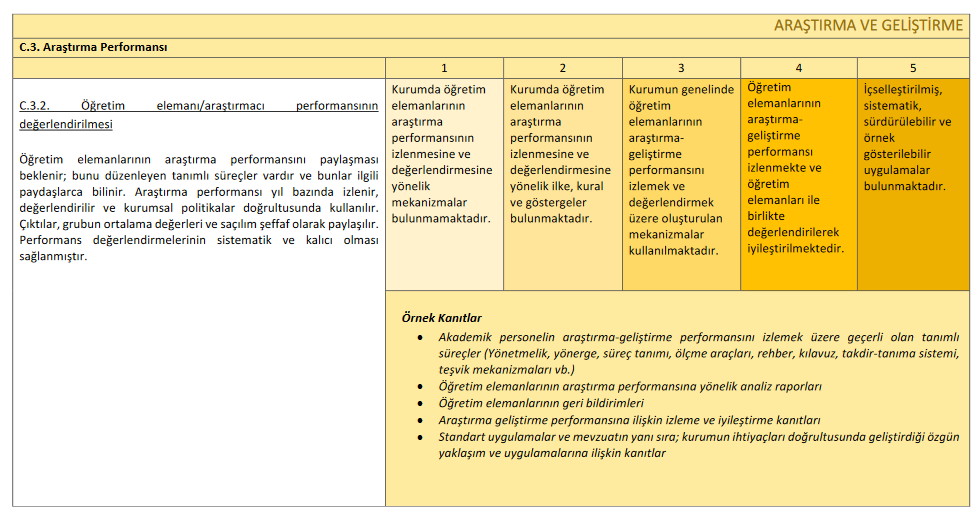 ARAŞTIRMA VE GELİŞTİRME
C.3. Araştırma Performansı
1
2
3
4
5
C.3.2. Öğretim elemanı/araştırmacı performansının
değerlendirilmesi
Öğretim elemanlarının araştırma performansını paylaşması
beklenir; bunu düzenleyen tanımlı süreçler vardır ve bunlar ilgili
paydaşlarca bilinir. Araştırma performansı yıl bazında izlenir,
değerlendirilir ve kurumsal politikalar doğrultusunda kullanılır.
Çıktılar, grubun ortalama değerleri ve saçılım şeffaf olarak paylaşılır.
Performans değerlendirmelerinin sistematik ve kalıcı olması
sağlanmıştır.
Kurumda öğretim
elemanlarının
araştırma
performansının
izlenmesine ve
değerlendirmesine
yönelik
mekanizmalar
bulunmamaktadır.
Kurumda öğretim
elemanlarının
araştırma
performansının
izlenmesine ve
değerlendirmesine
yönelik ilke, kural
ve göstergeler
bulunmaktadır.
Kurumun genelinde
öğretim
elemanlarının
araştırma-
geliştirme
performansını
izlemek ve
değerlendirmek
üzere oluşturulan
mekanizmalar
kullanılmaktadır.
Öğretim
elemanlarının
araştırma-
geliştirme
performansı
izlenmekte ve
öğretim
elemanları ile
birlikte
değerlendirilerek
iyileştirilmektedir.
İçselleştirilmiş,
sistematik,
sürdürülebilir ve
örnek
gösterilebilir
uygulamalar
bulunmaktadır.
Örnek Kanıtlar
• Akademik personelin araştırma-geliştirme performansını izlemek üzere geçerli olan tanımlı
süreçler (Yönetmelik, yönerge, süreç tanımı, ölçme araçları, rehber, kılavuz, takdir-tanıma sistemi,
teşvik mekanizmaları vb.)
• Öğretim elemanlarının araştırma performansına yönelik analiz raporları
• Öğretim elemanlarının geri bildirimleri
• Araştırma geliştirme performansına ilişkin izleme ve iyileştirme kanıtları
• Standart uygulamalar ve mevzuatın yanı sıra; kurumun ihtiyaçları doğrultusunda geliştirdiği özgün
yaklaşım ve uygulamalarına ilişkin kanıtlar